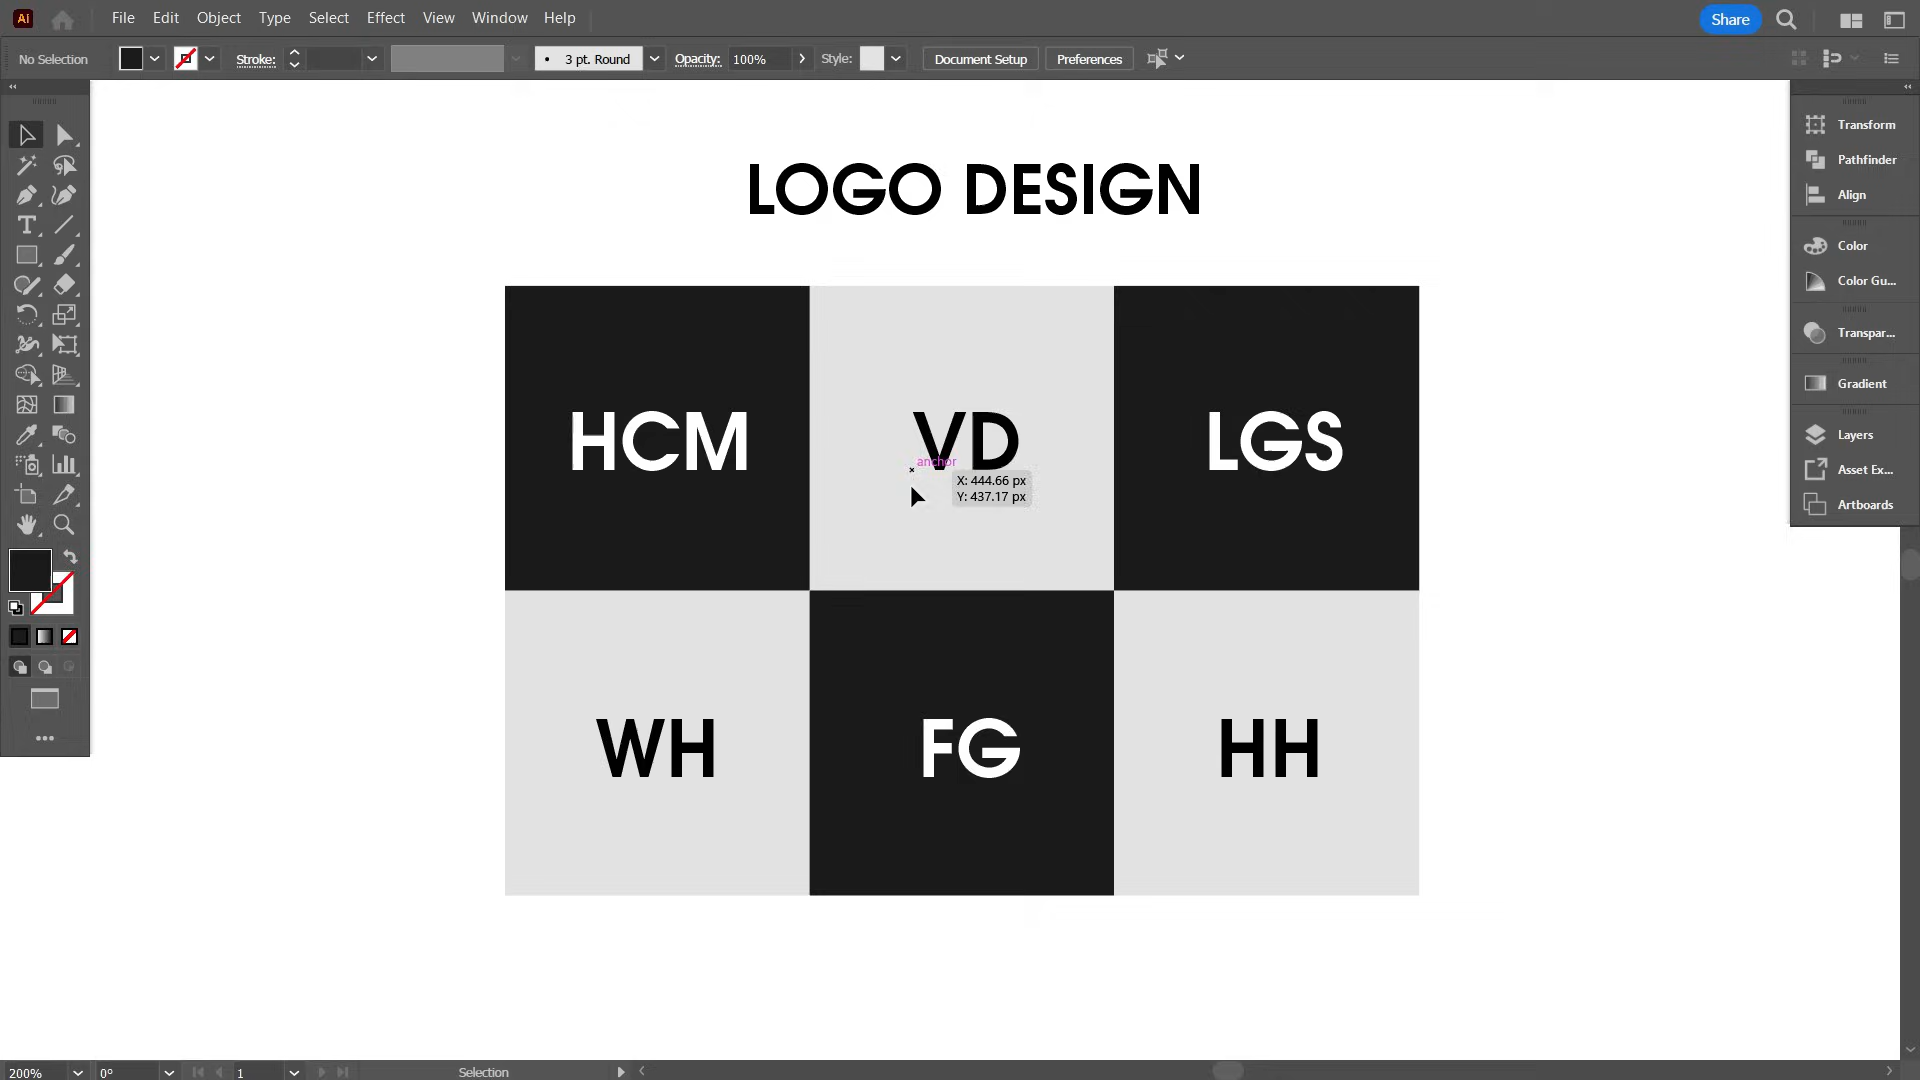 Ai File Edit Object Type Select Effect View Window Help Share
No Selection Stroke: 3 pt. Round Opacity: 100% Style: Document Setup Preferences
LOGO DESIGN
HCM VD LGS
anchor
X: 444.66 px
Y: 437.17 px
WH FG HH
Transform
Pathfinder
Align
Color
Color Gu...
Transpar...
Gradient
Layers
Asset Ex...
Artboards
200% 0° 1 Selection